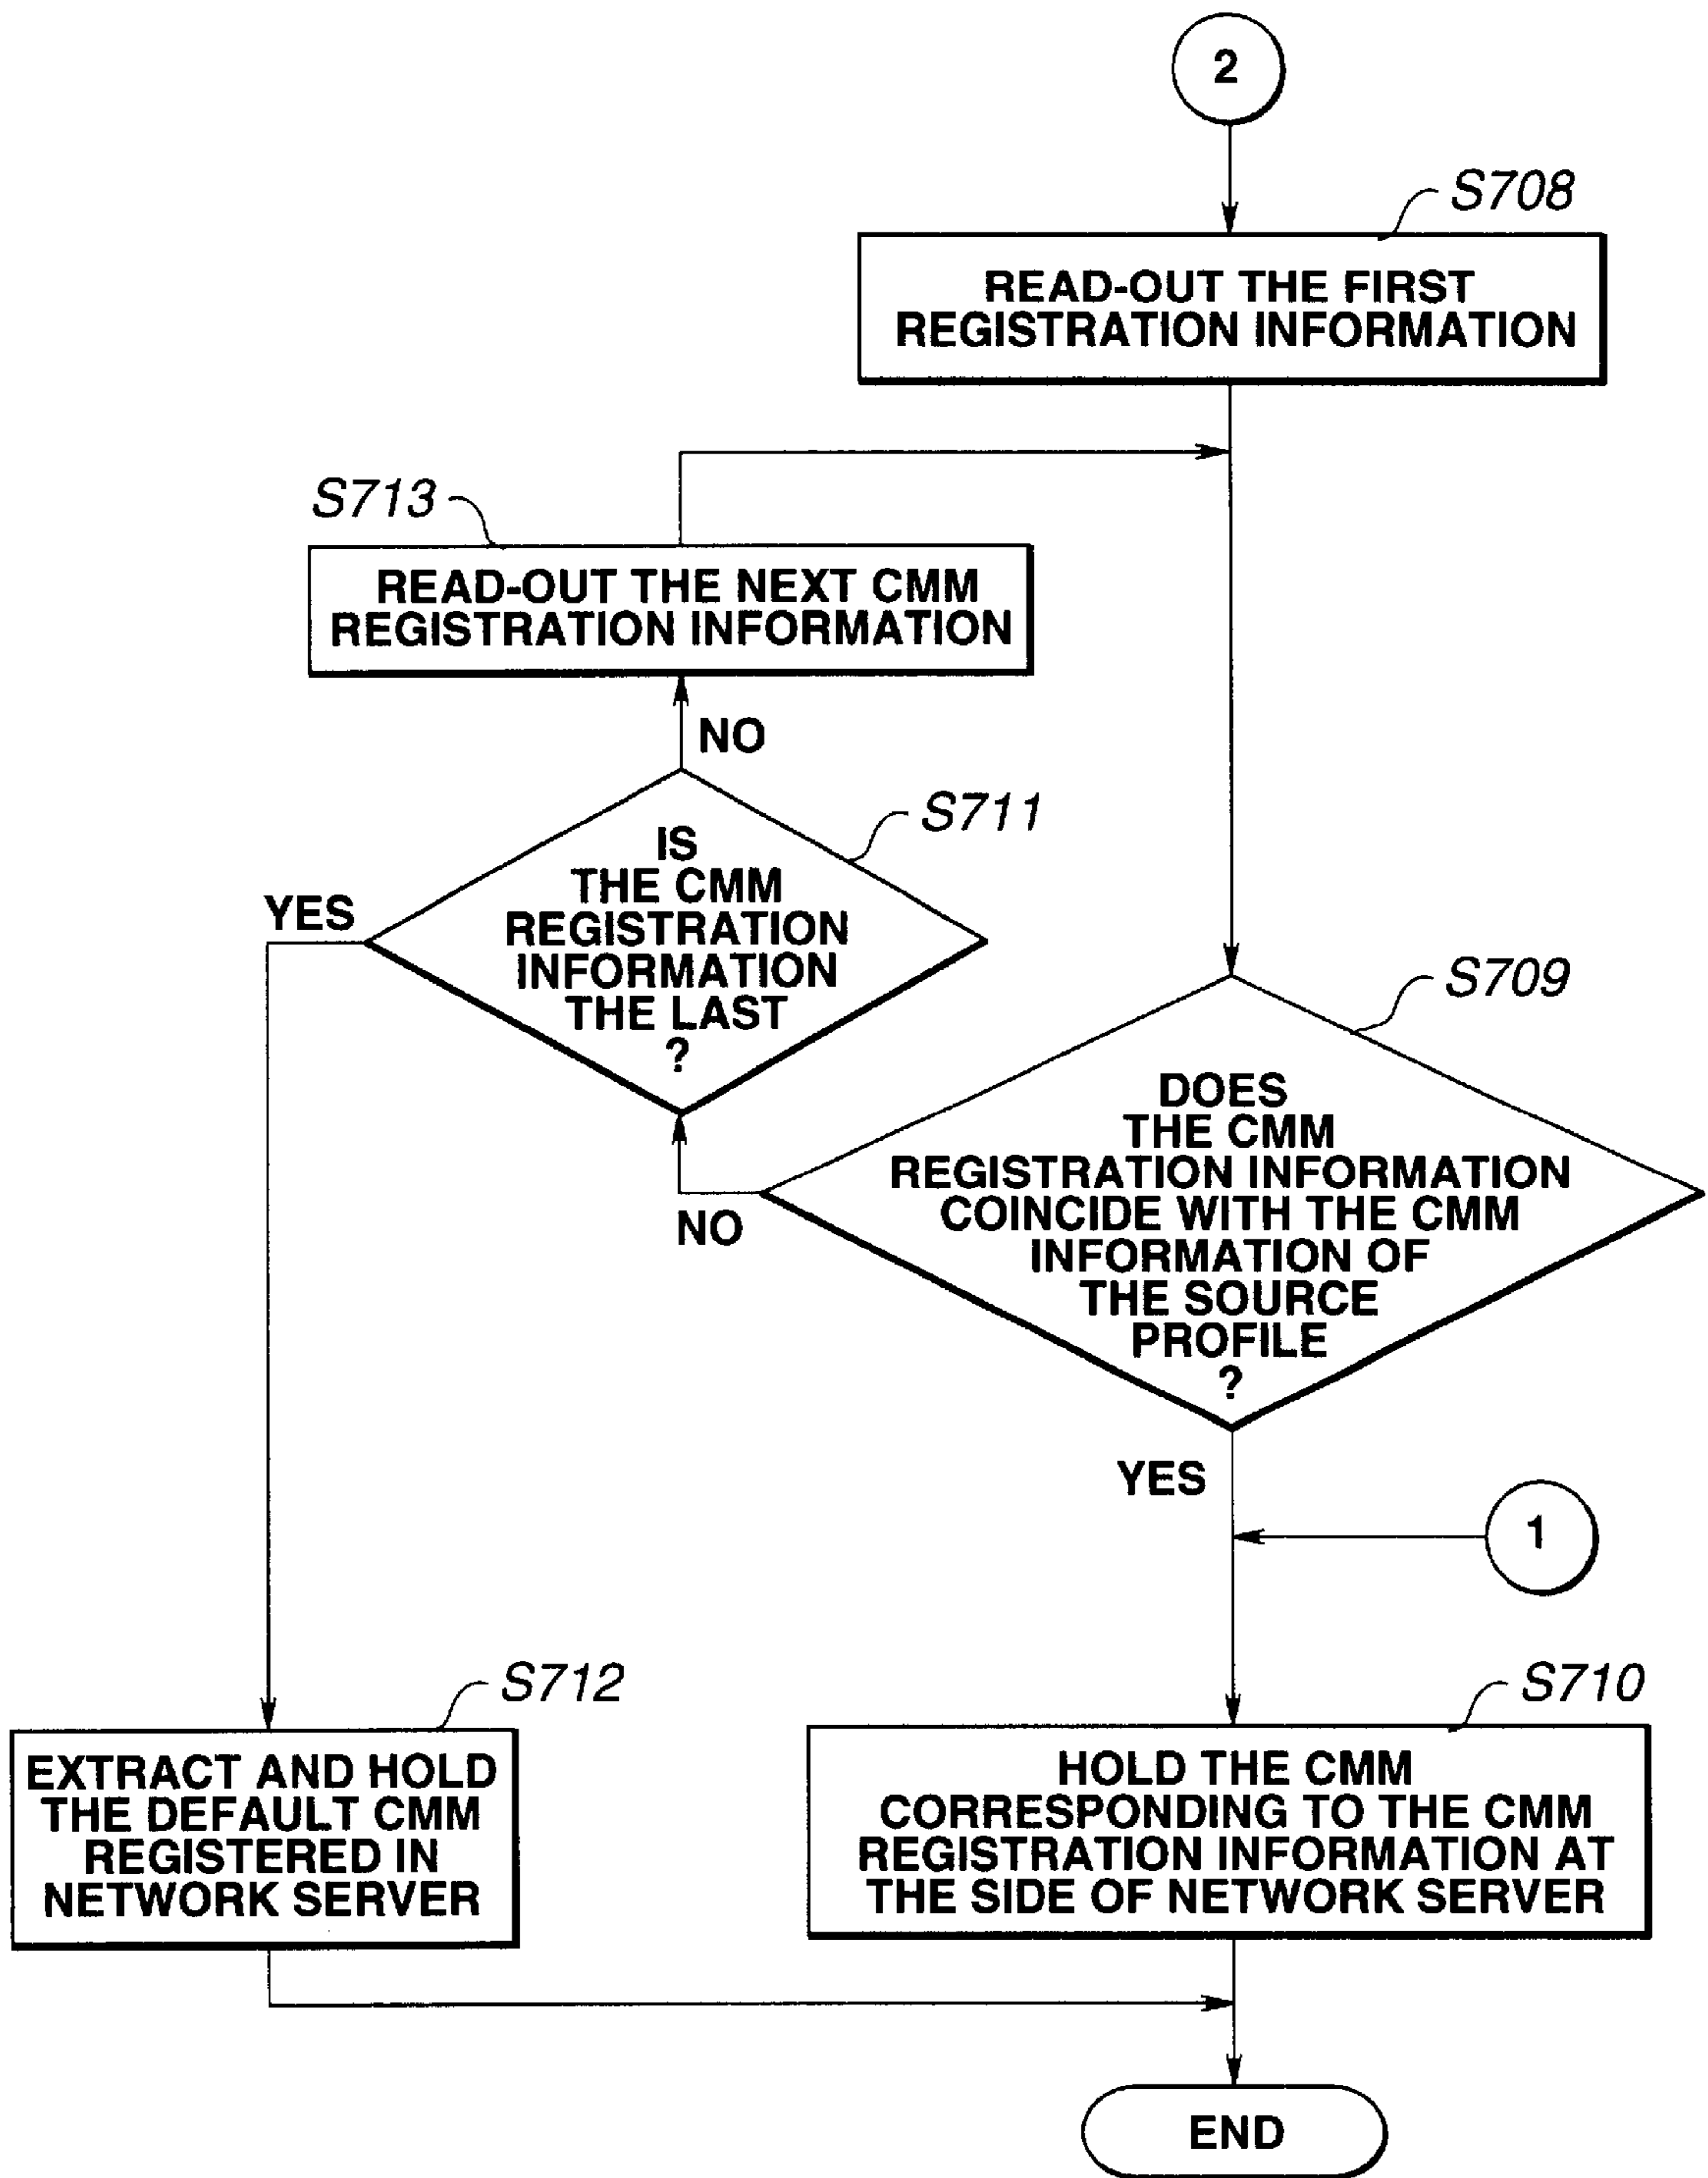 2
S708
READ-OUT THE FIRST
REGISTRATION INFORMATION
S713
READ-OUT THE NEXT CMM
REGISTRATION INFORMATION
NO
S711
IS
THE CMM
REGISTRATION
INFORMATION
THE LAST
?
YES
S709
DOES
THE CMM
REGISTRATION INFORMATION
COINCIDE WITH THE CMM
INFORMATION OF
THE SOURCE
PROFILE
?
NO
YES
1
S712
EXTRACT AND HOLD
THE DEFAULT CMM
REGISTERED IN
NETWORK SERVER
S710
HOLD THE CMM
CORRESPONDING TO THE CMM
REGISTRATION INFORMATION AT
THE SIDE OF NETWORK SERVER
END